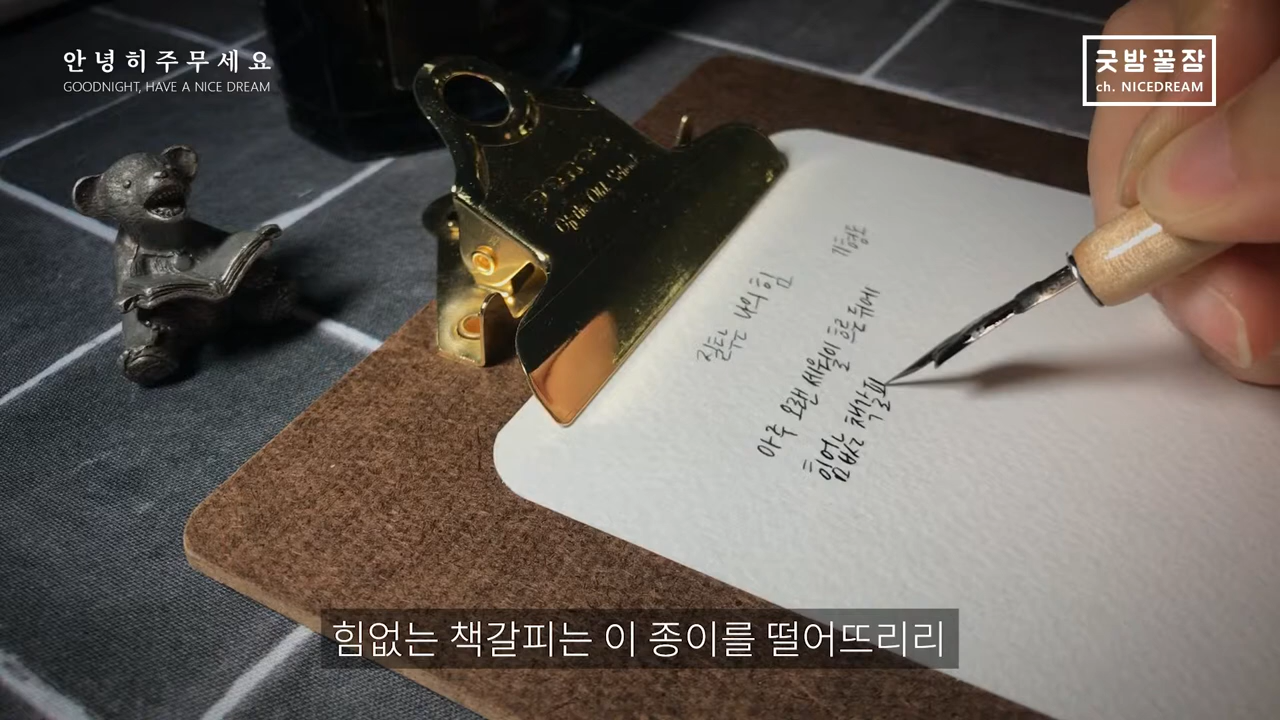 안녕히주무세요
GOODNIGHT, HAVE A NICE DREAM
굿밤꿀잠
ch. NICEDREAM
질투는 나의 힘
기형도
아주 오랜 세월이 흐른 뒤에
힘없는 책갈피
힘없는 책갈피는 이 종이를 떨어뜨리리